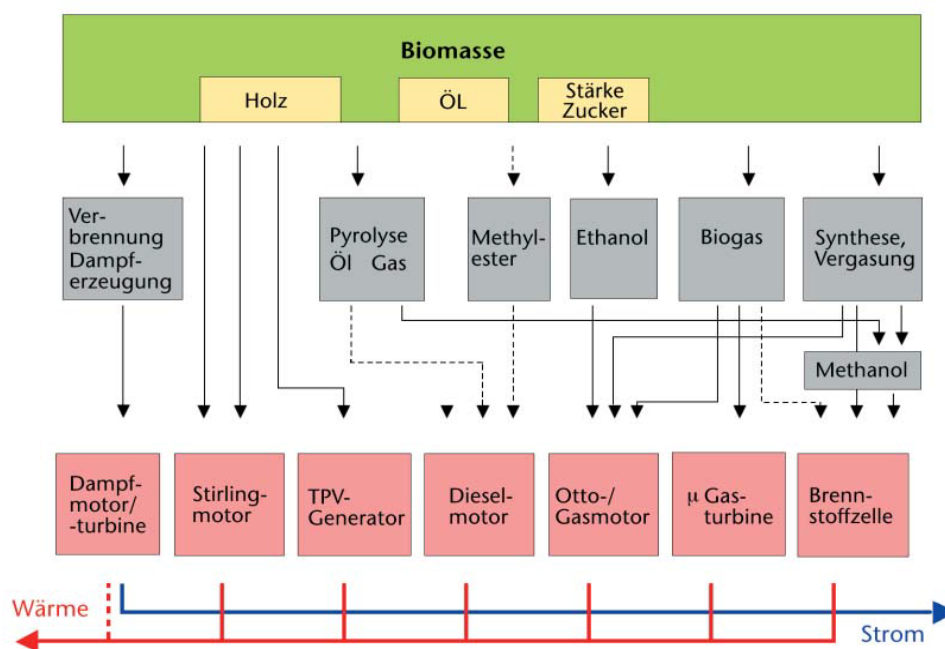 Biomasse
Holz
ÖL
Stärke
Zucker
Ver-
brennung
Dampf-
erzeugung
Pyrolyse
Öl Gas
Methyl-
ester
Ethanol
Biogas
Synthese,
Vergasung
Methanol
Dampf-
motor/
-turbine
Stirling-
motor
TPV-
Generator
Diesel-
motor
Otto-/
Gasmotor
μ Gas-
turbine
Brenn-
stoffzelle
Wärme
Strom